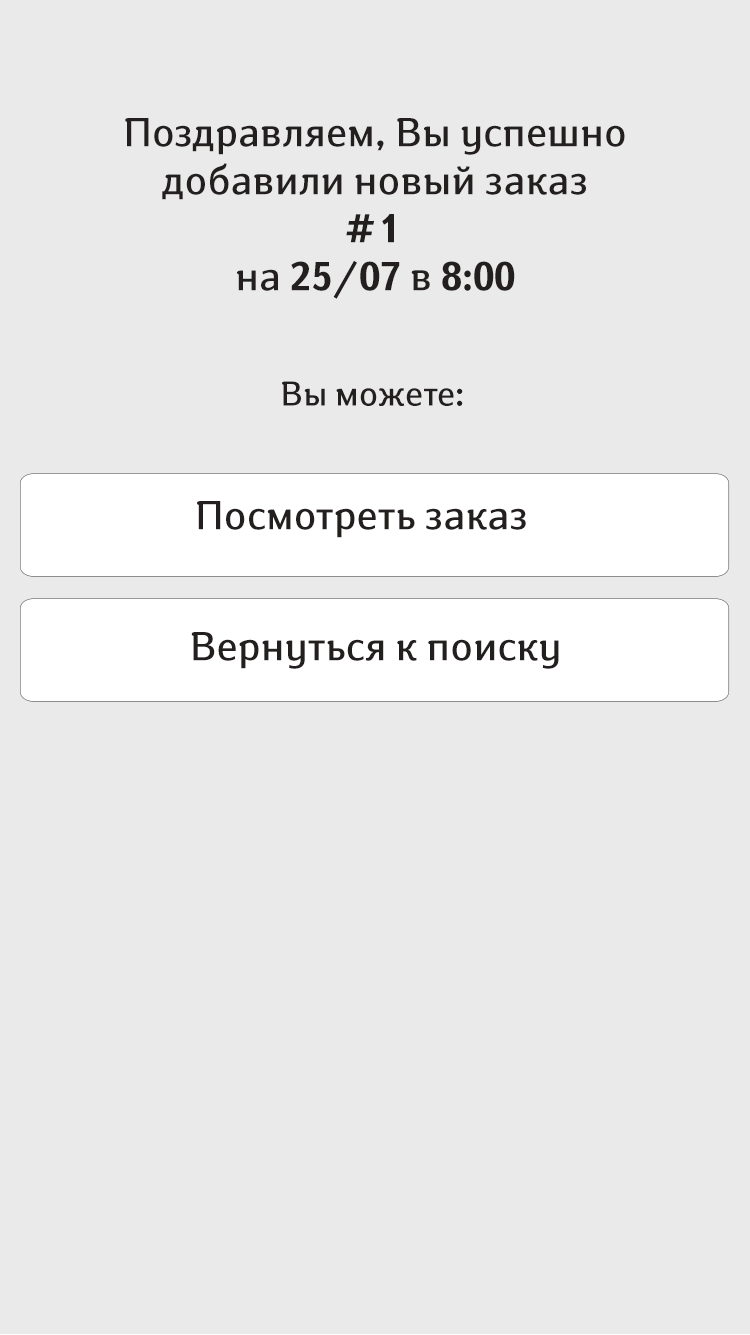 Поздравляем, Вы успешно
добавили новый заказ
#1
на 25/07 в 8:00
Вы можете:
Посмотреть заказ
Вернуться к поиску